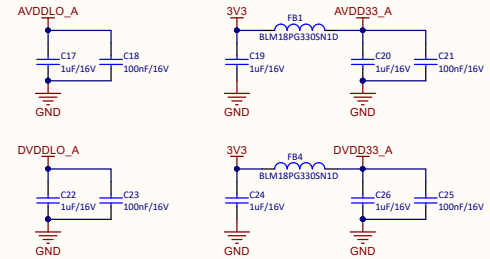 AVDDLO_A
C17
1uF/16V
C18
100nF/16V
GND
3V3
FB1
BLM18PG330SN1D
AVDD33_A
C19
1uF/16V
GND
C20
1uF/16V
C21
100nF/16V
GND
DVDDLO_A
C22
1uF/16V
C23
100nF/16V
GND
3V3
FB4
BLM18PG330SN1D
DVDD33_A
C24
1uF/16V
GND
C26
1uF/16V
C25
100nF/16V
GND